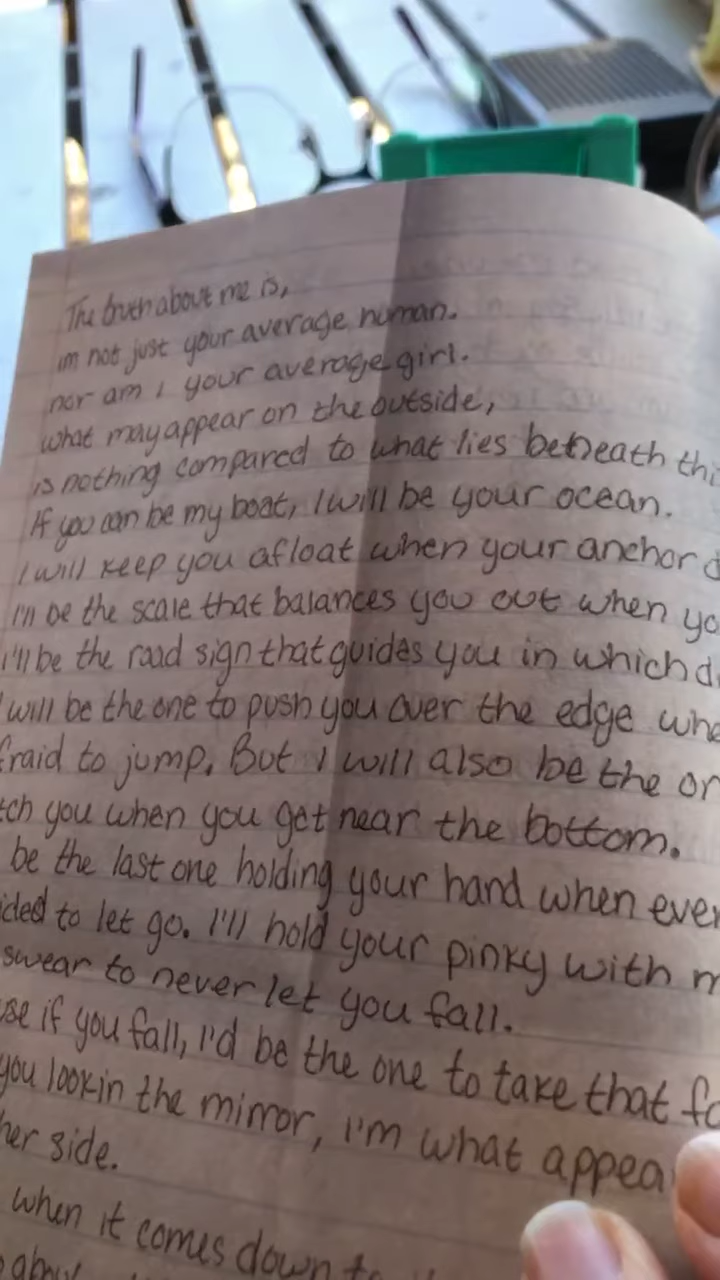 The truth about me is,
im not just your average human.
nor am i your average girl.
what may appear on the outside,
is nothing compared to what lies beneath
If you can be my boat, I will be your ocean.
I will keep you afloat when your anchor
I'll be the scale that balances you out when
i'll be the road sign that guides you in which
will be the one to push you over the edge
to jump. But I will also be the
you when you get near the bottom.
be the last one holding your hand when
to let go. I'll hold your pinky with
swear to never let you fall.
if you fall, I'd be the one to take that
you look in the mirror, I'm what
side.
when it comes down